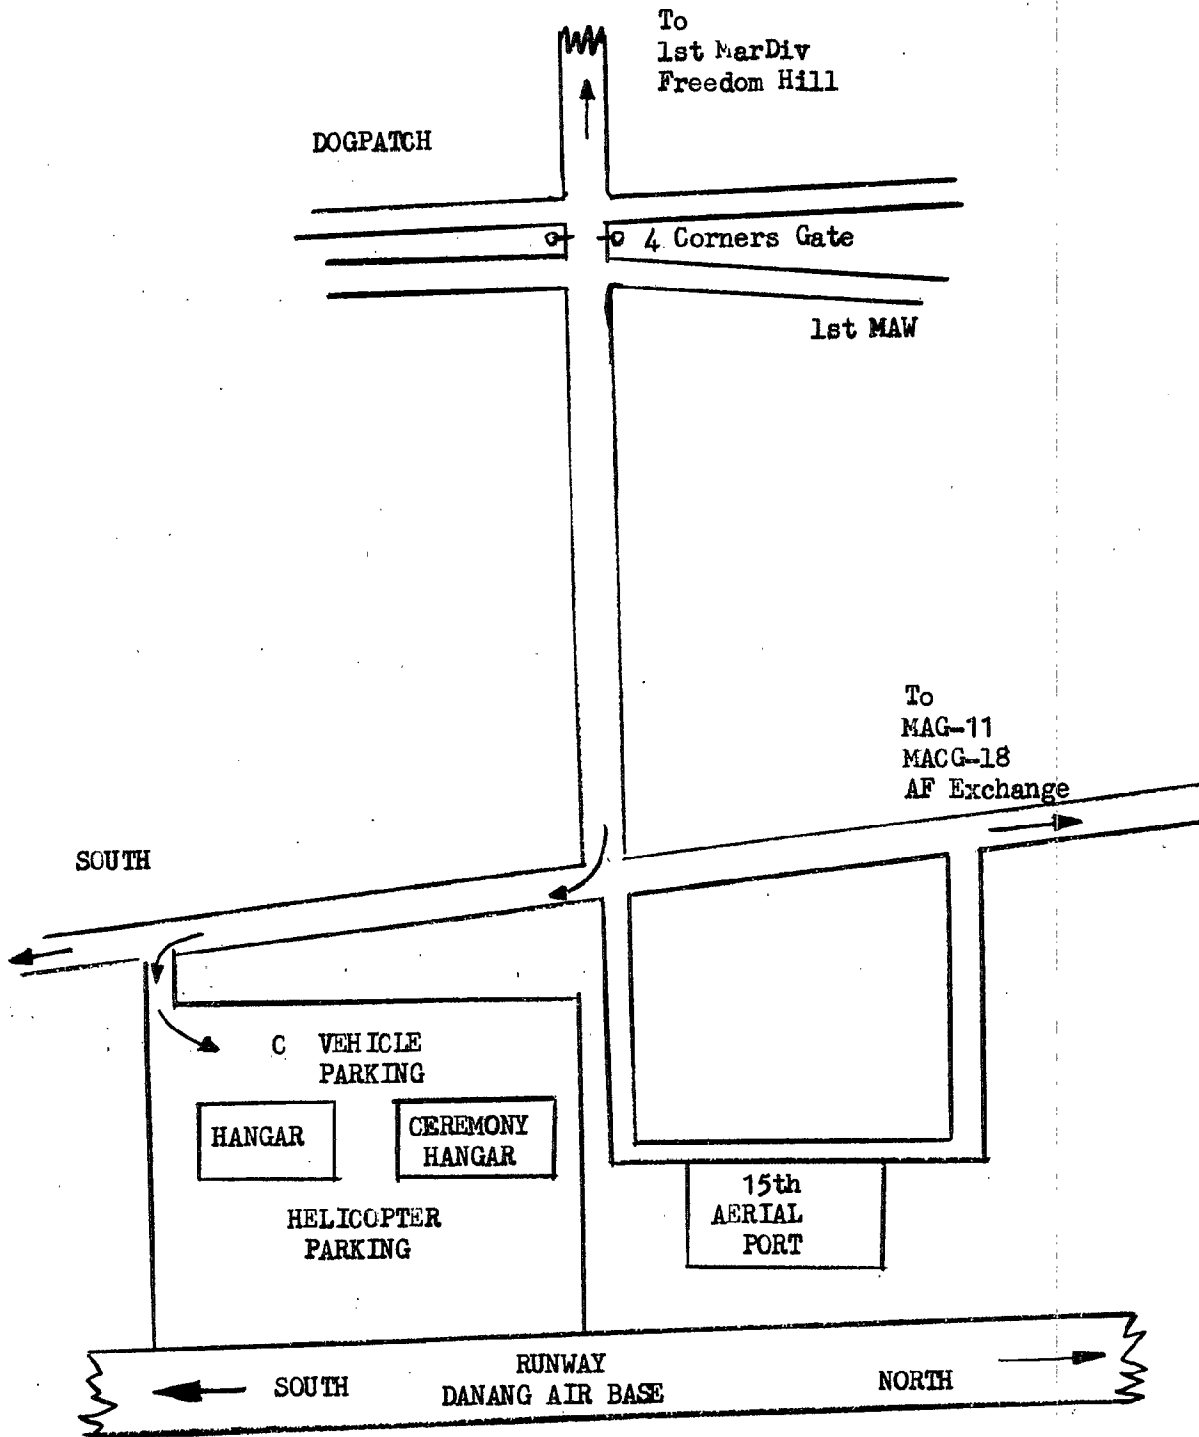 To
1st MarDiv
Freedom Hill
DOGPATCH
4 Corners Gate
1st MAW
To
MAG-11
MACG-18
AF Exchange
SOUTH
C VEHICLE
PARKING
HANGAR
CEREMONY
HANGAR
15th
AERIAL
PORT
HELICOPTER
PARKING
RUNWAY
SOUTH
DANANG AIR BASE
NORTH